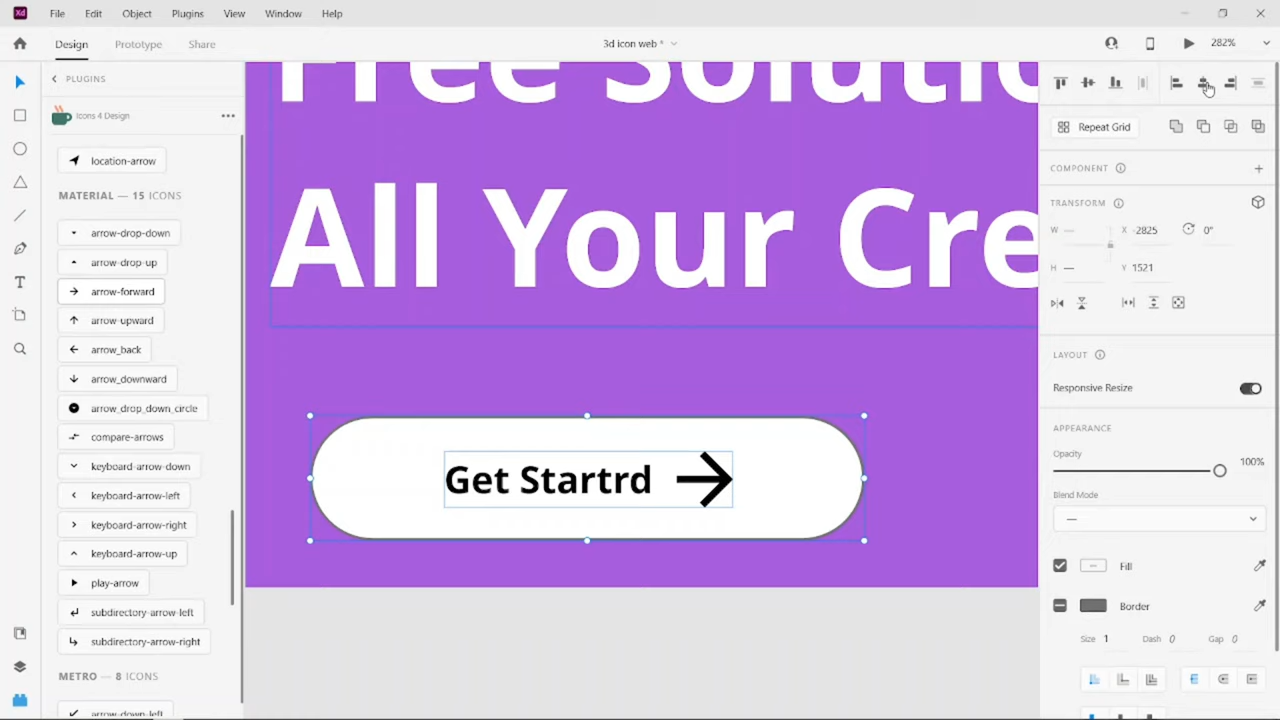 Xd File Edit Object Plugins View Window Help
Design Prototype Share 3d icon web * 282%
PLUGINS
Icons 4 Design
location-arrow
MATERIAL — 15 ICONS
arrow-drop-down
arrow-drop-up
arrow-forward
arrow-upward
arrow_back
arrow_downward
arrow_drop_down_circle
compare-arrows
keyboard-arrow-down
keyboard-arrow-left
keyboard-arrow-right
keyboard-arrow-up
play-arrow
subdirectory-arrow-left
subdirectory-arrow-right
METRO — 8 ICONS
arrow-down-left
Free Solutio
All Your Cre
Get Startrd
Repeat Grid
COMPONENT
TRANSFORM
W — X -2825 0°
H — Y 1521
LAYOUT
Responsive Resize
APPEARANCE
Opacity
100%
Blend Mode
—
Fill
Border
Size 1 Dash 0 Gap 0